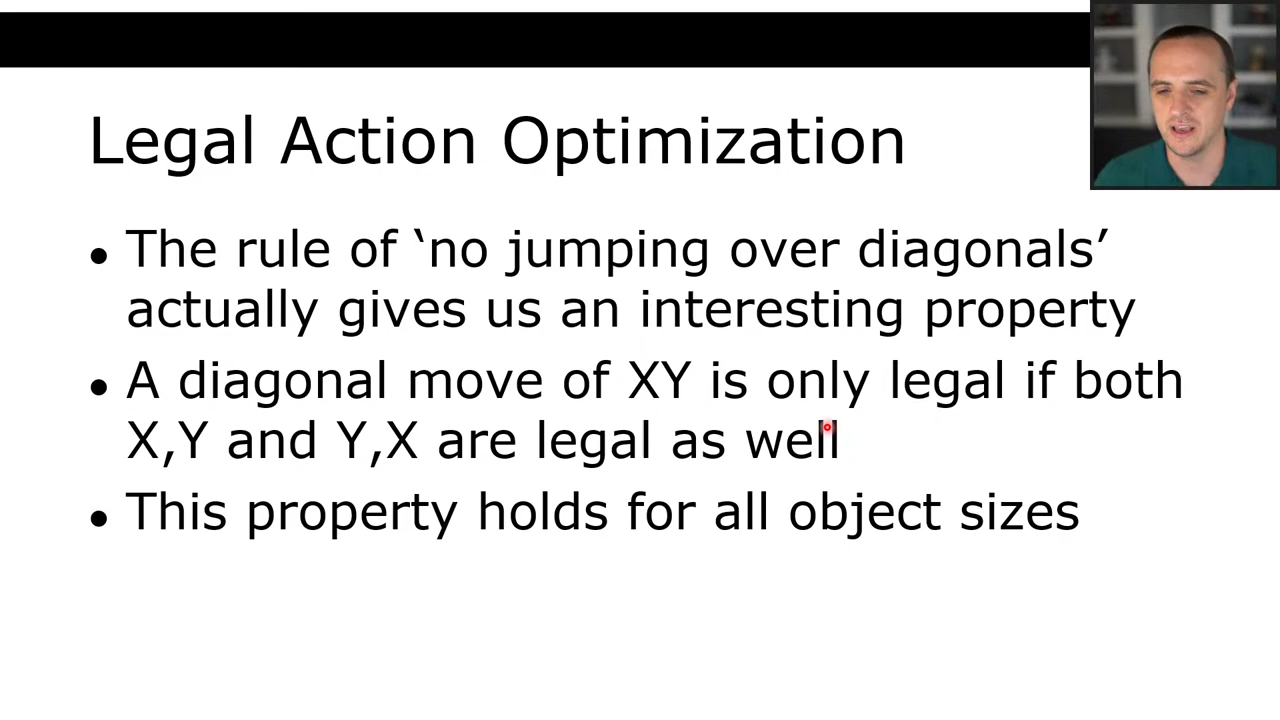 Legal Action Optimization
● The rule of ‘no jumping over diagonals’
actually gives us an interesting property
● A diagonal move of XY is only legal if both
X,Y and Y,X are legal as well
● This property holds for all object sizes